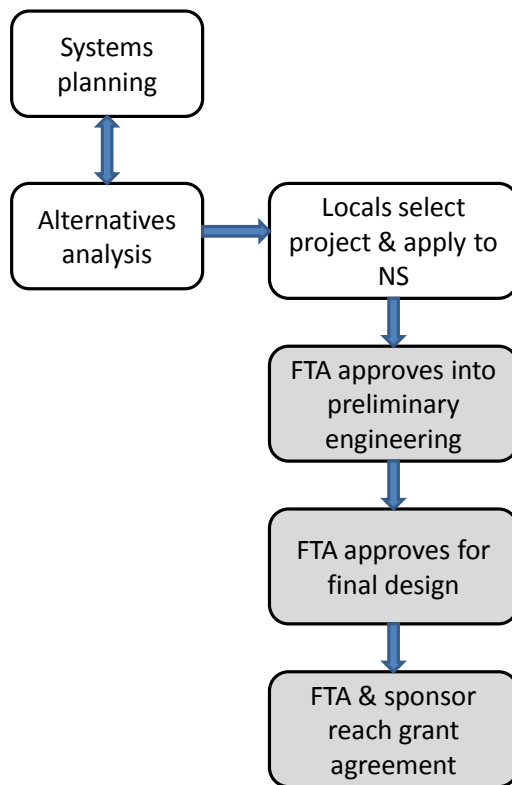 Systems
planning
Alternatives
analysis
Locals select
project & apply to
NS
FTA approves into
preliminary
engineering
FTA approves for
final design
FTA & sponsor
reach grant
agreement